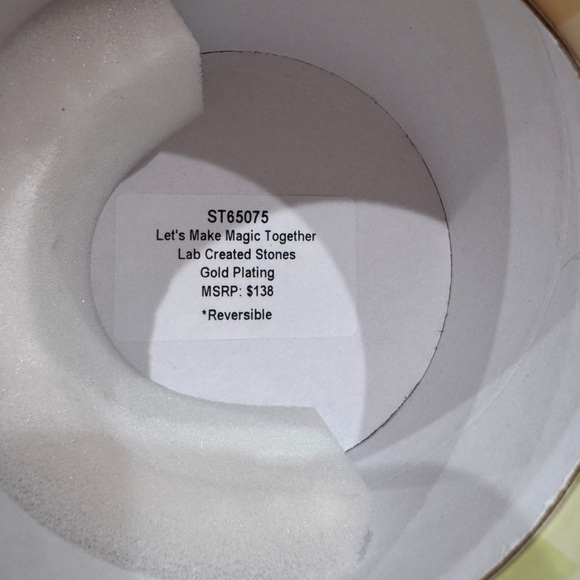 ST65075
Let's Make Magic Together
Lab Created Stones
Gold Plating
MSRP: $138
*Reversible